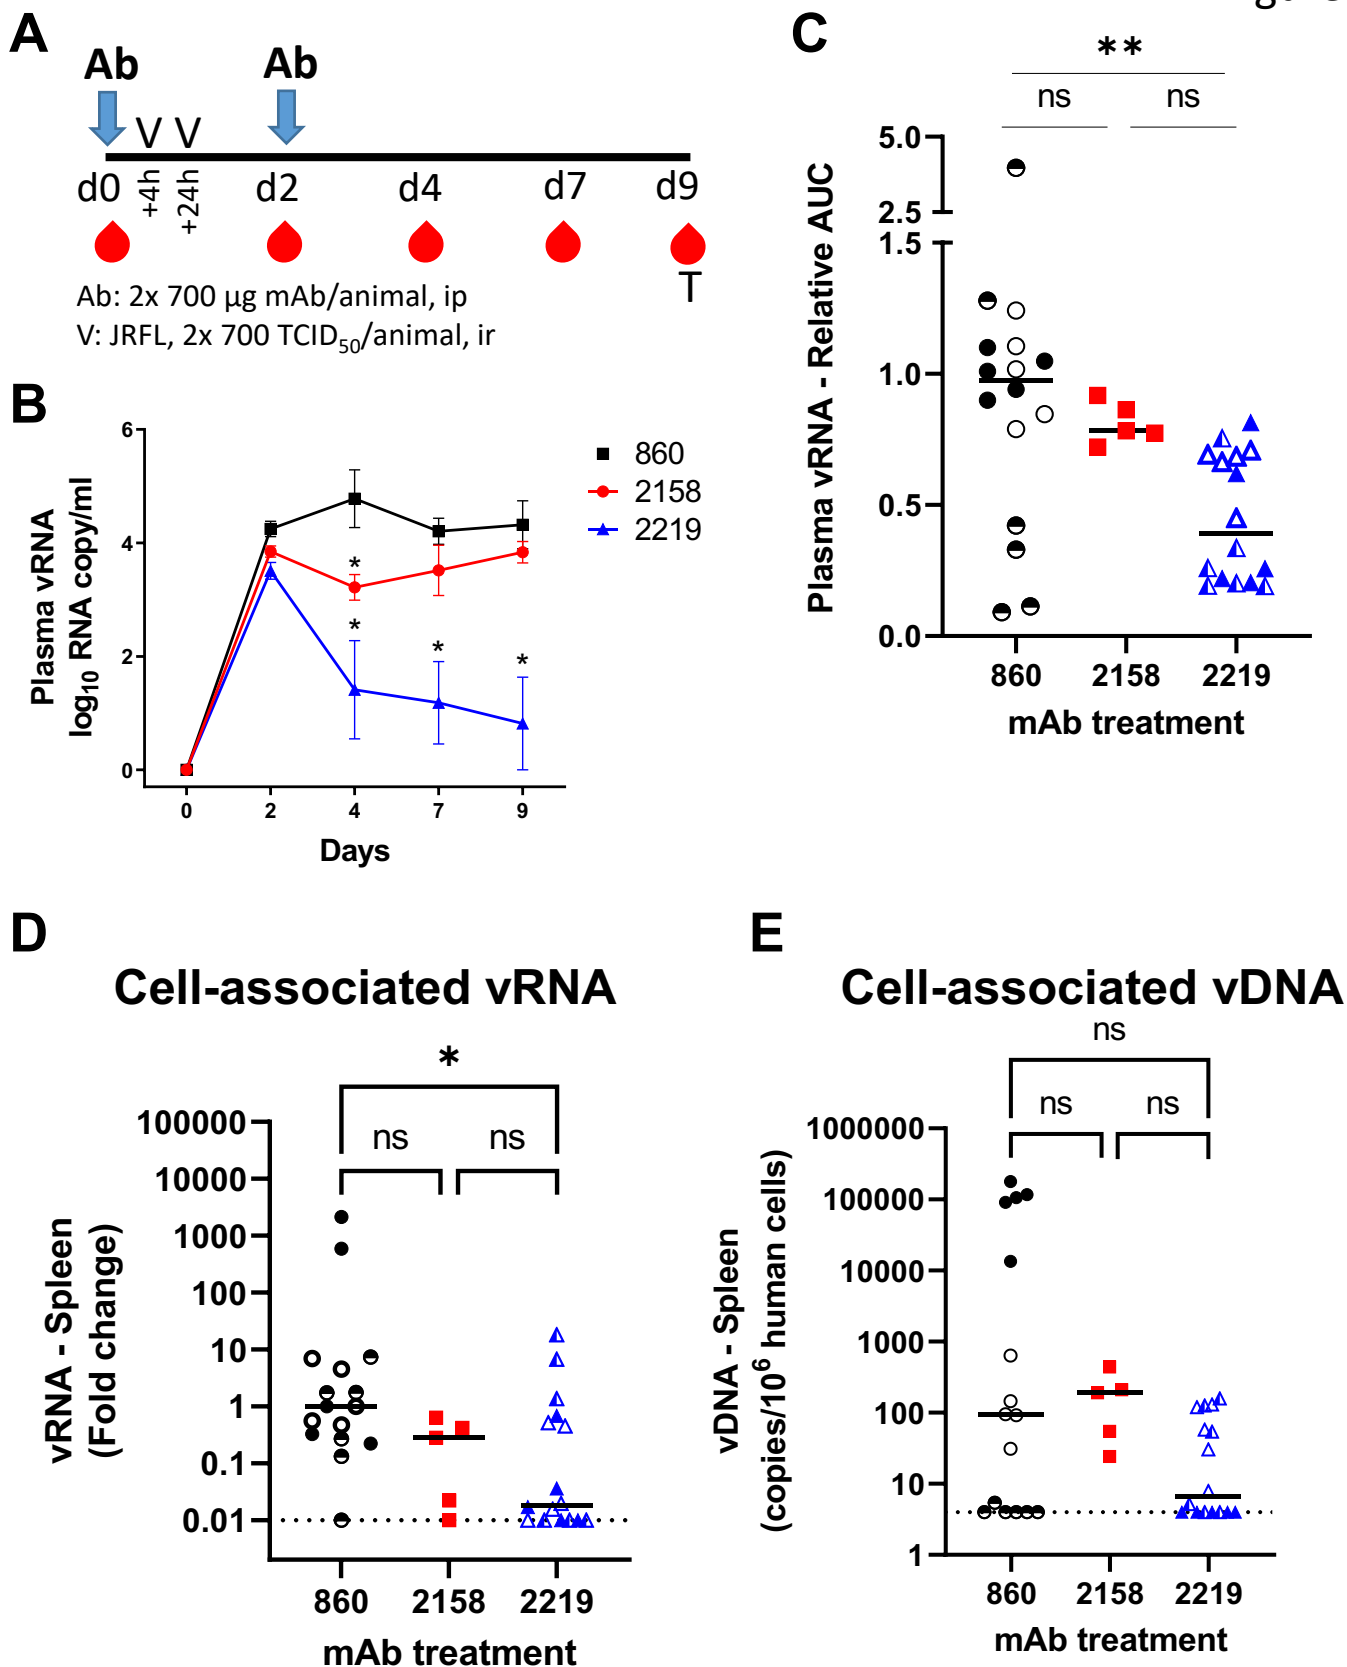 A
Ab
Ab
V V
d0
+4h
+24h
d2
d4
d7
d9
T
Ab: 2x 700 µg mAb/animal, ip
V: JRFL, 2x 700 TCID50/animal, ir
B
Plasma vRNA
log10 RNA copy/ml
6
4
2
0
*
*
*
*
0 2 4 7 9
Days
860
2158
2219
C
**
ns ns
Plasma vRNA - Relative AUC
5.0
2.5
1.5
1.0
0.5
0.0
860 2158 2219
mAb treatment
D
Cell-associated vRNA
*
ns ns
vRNA - Spleen
(Fold change)
100000
10000
1000
100
10
1
0.1
0.01
860 2158 2219
mAb treatment
E
Cell-associated vDNA
ns
ns ns
vDNA - Spleen
(copies/10^6 human cells)
1000000
100000
10000
1000
100
10
1
860 2158 2219
mAb treatment